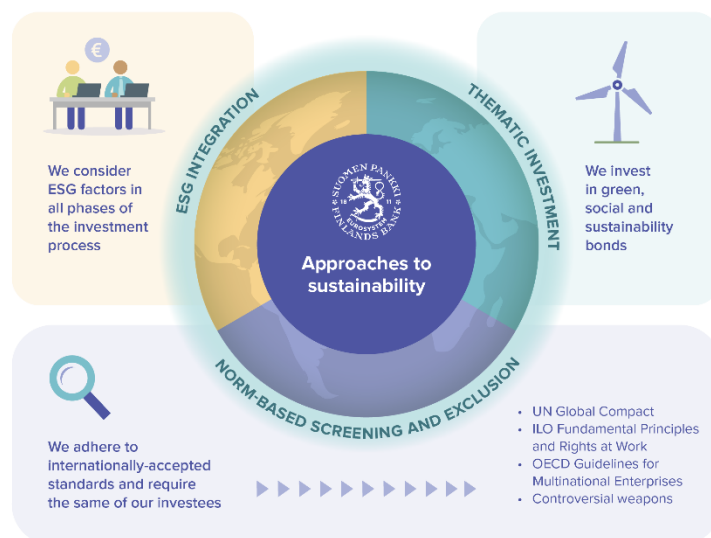 €
ESG INTEGRATION
THEMATIC INVESTMENT
We consider
ESG factors in
all phases of
the investment
process
We invest
in green,
social and
sustainability
bonds
SUOMEN PANKKI
18 11
EUROSYSTEM
FINLANDS BANK
Approaches to
sustainability
NORM-BASED SCREENING AND EXCLUSION
We adhere to
internationally-accepted
standards and require
the same of our investees
• UN Global Compact
• ILO Fundamental Principles
and Rights at Work
• OECD Guidelines for
Multinational Enterprises
• Controversial weapons